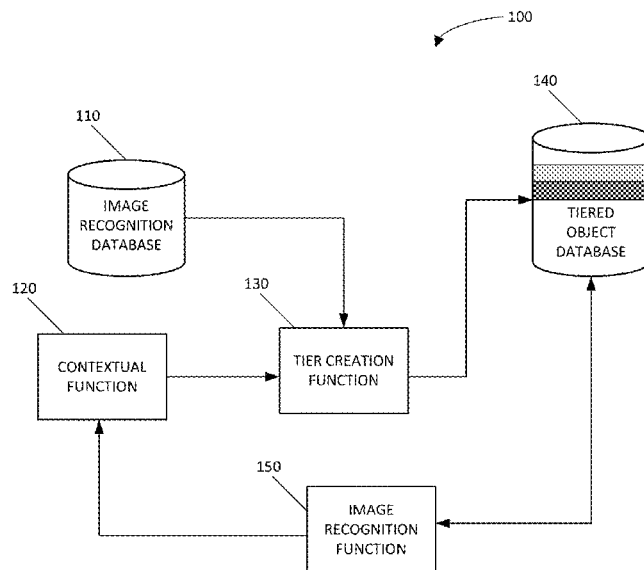 100
140
110
IMAGE
RECOGNITION
DATABASE
TIERED
OBJECT
DATABASE
120
130
CONTEXTUAL
FUNCTION
TIER CREATION
FUNCTION
150
IMAGE
RECOGNITION
FUNCTION